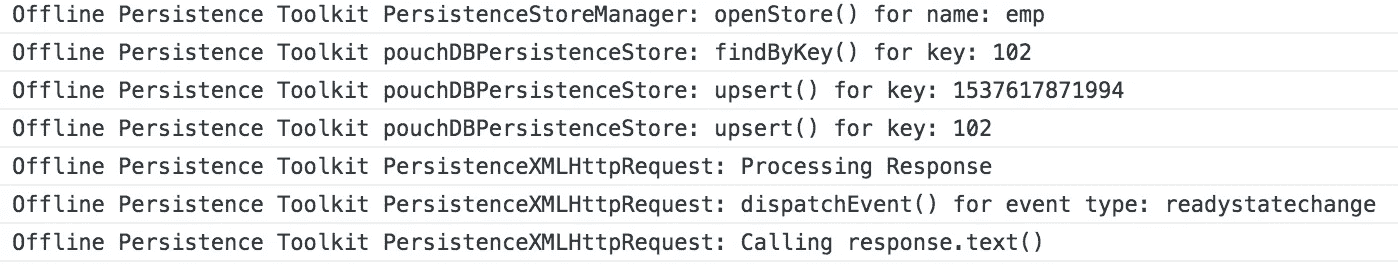 Offline Persistence Toolkit PersistenceStoreManager: openStore() for name: emp
Offline Persistence Toolkit pouchDBPersistenceStore: findByKey() for key: 102
Offline Persistence Toolkit pouchDBPersistenceStore: upsert() for key: 1537617871994
Offline Persistence Toolkit pouchDBPersistenceStore: upsert() for key: 102
Offline Persistence Toolkit PersistenceXMLHttpRequest: Processing Response
Offline Persistence Toolkit PersistenceXMLHttpRequest: dispatchEvent() for event type: readystatechange
Offline Persistence Toolkit PersistenceXMLHttpRequest: Calling response.text()